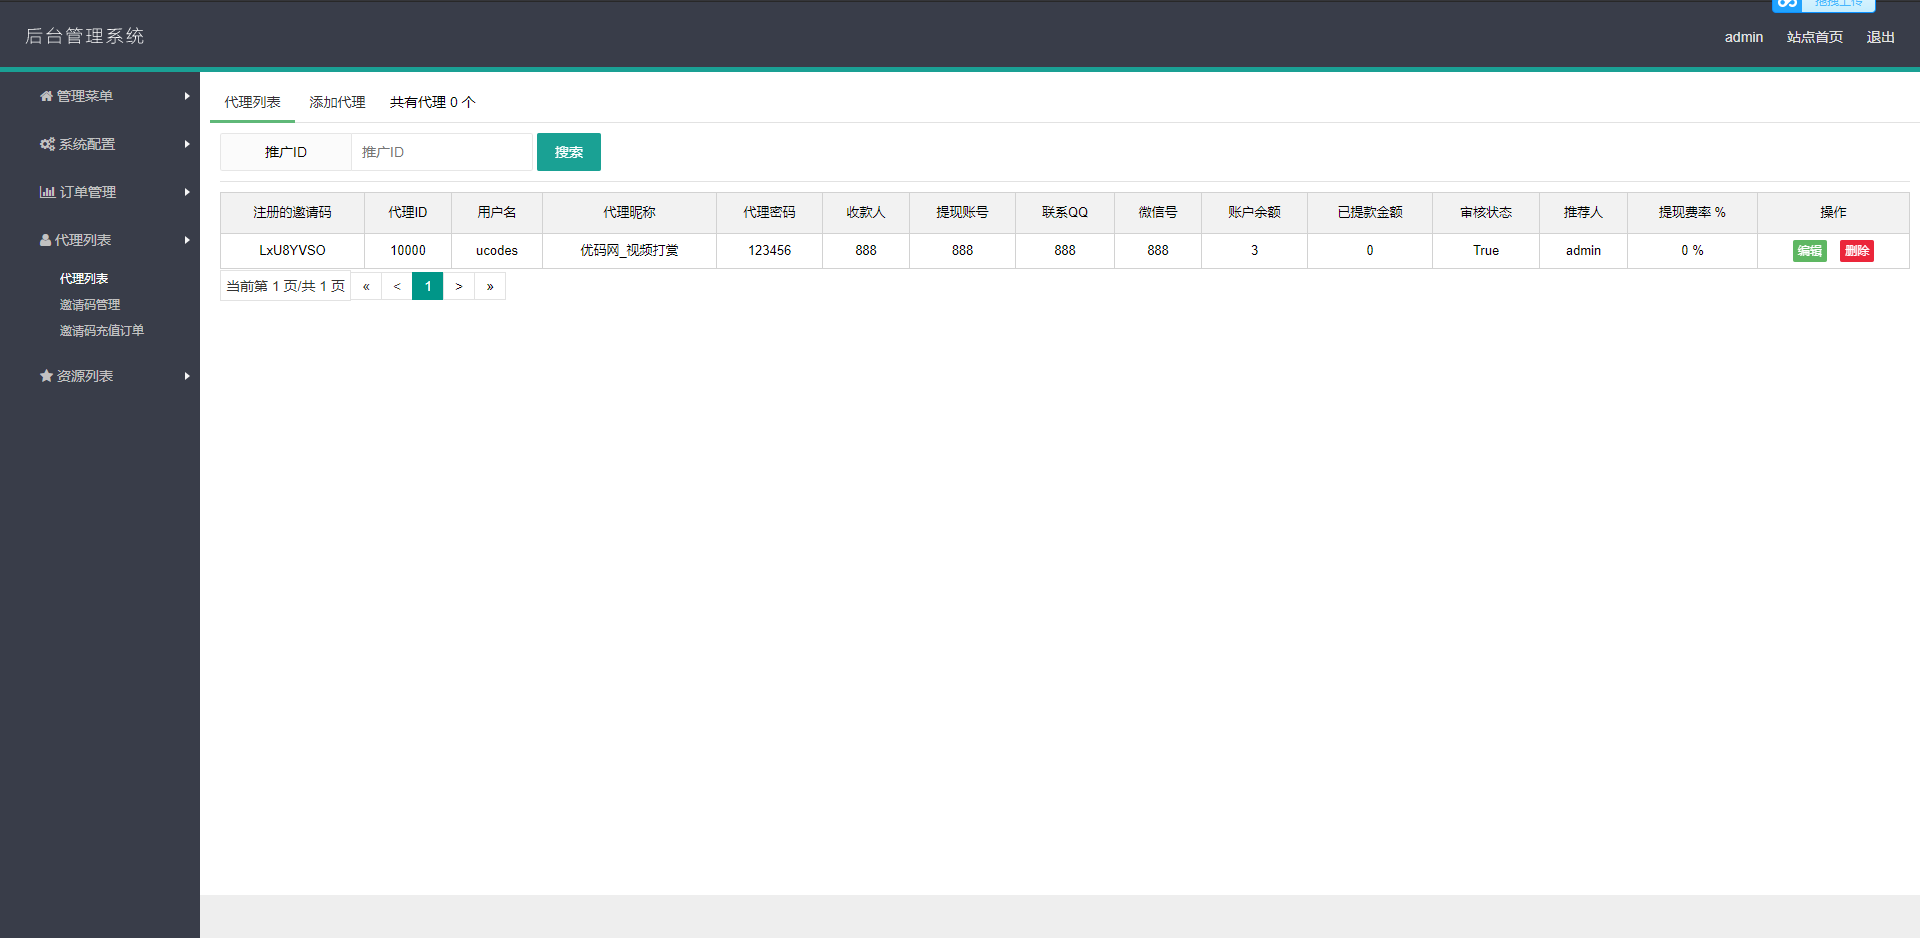 拖拽上传
后台管理系统
admin 站点首页 退出
管理菜单
系统配置
订单管理
代理列表
代理列表
邀请码管理
邀请码充值订单
资源列表
代理列表 添加代理 共有代理 0 个
推广ID 推广ID 搜索
注册的邀请码 代理ID 用户名 代理昵称 代理密码 收款人 提现账号 联系QQ 微信号 账户余额 已提款金额 审核状态 推荐人 提现费率 % 操作
LxU8YVSO 10000 ucodes 优码网_视频打赏 123456 888 888 888 888 3 0 True admin 0 % 编辑 删除
当前第 1 页/共 1 页 « < 1 > »